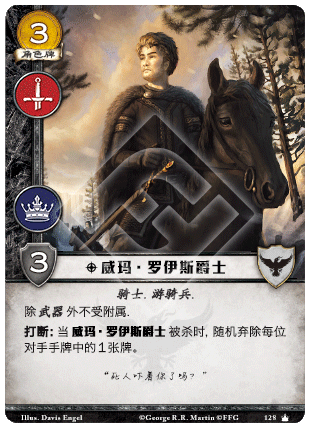 3
角色牌
3
威玛·罗伊斯爵士
骑士. 游骑兵.
除 武器 外不受附属.
打断: 当 威玛·罗伊斯爵士 被杀时, 随机弃除每位
对手手牌中的 1 张牌。
“死人吓着你了吗?”
Illus. Davis Engel ©George R.R. Martin ©FFG 128